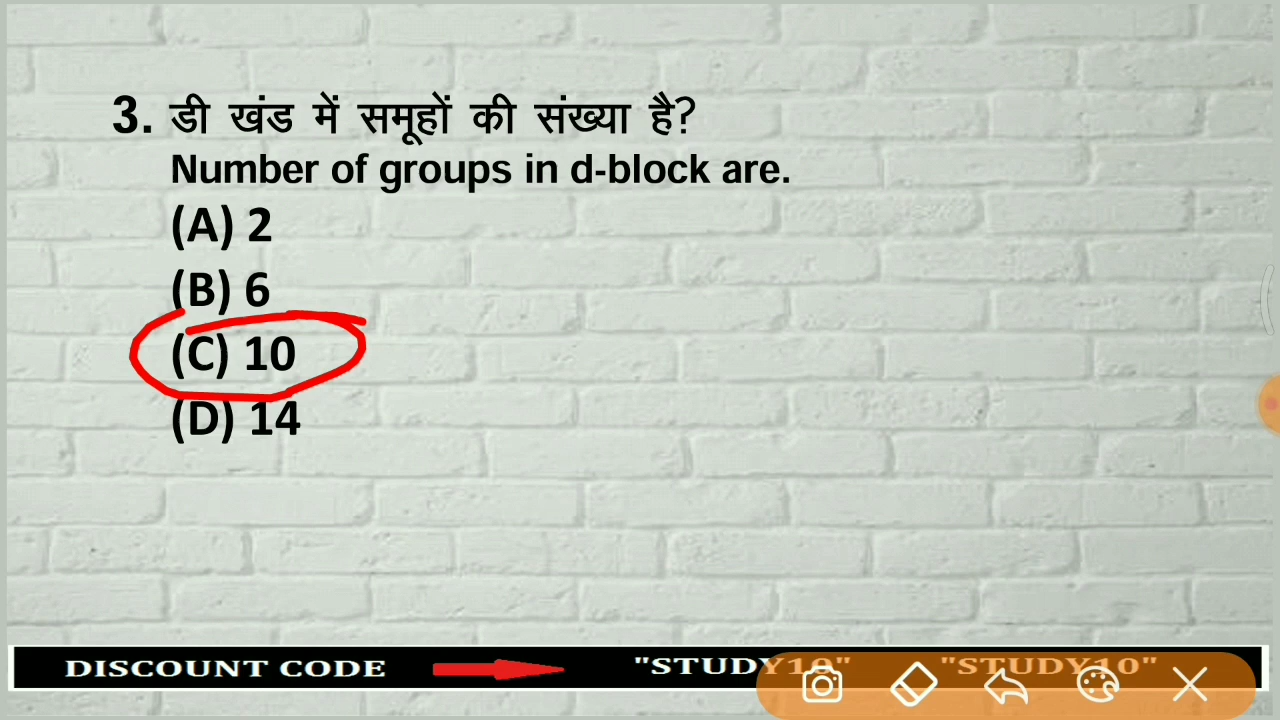 3. डी खंड में समूहों की संख्या है?
Number of groups in d-block are.
(A) 2
(B) 6
(C) 10
(D) 14
DISCOUNT CODE "STUDY10" "STUDY10"